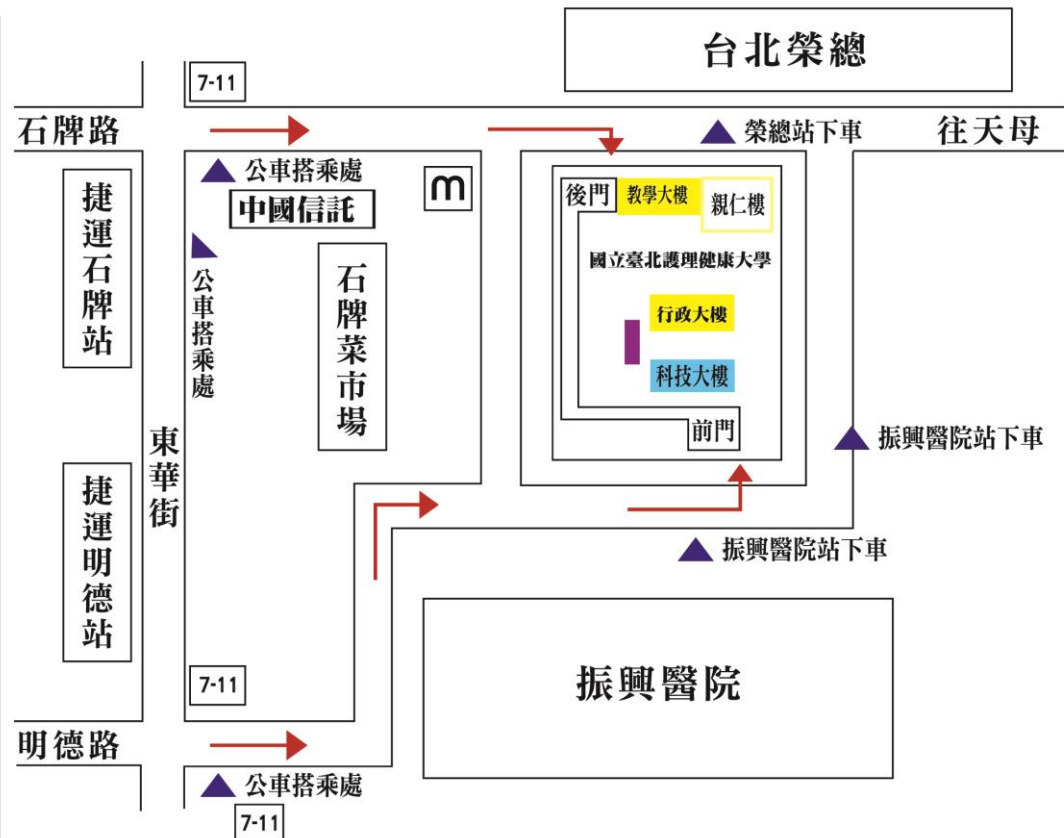 台北榮總
7-11
石牌路
榮總站下車
往天母
公車搭乘處
中國信託
m
捷運石牌站
公車搭乘處
石牌菜市場
後門
教學大樓
親仁樓
國立臺北護理健康大學
行政大樓
科技大樓
前門
振興醫院站下車
東華街
捷運明德站
振興醫院站下車
振興醫院
7-11
明德路
公車搭乘處
7-11